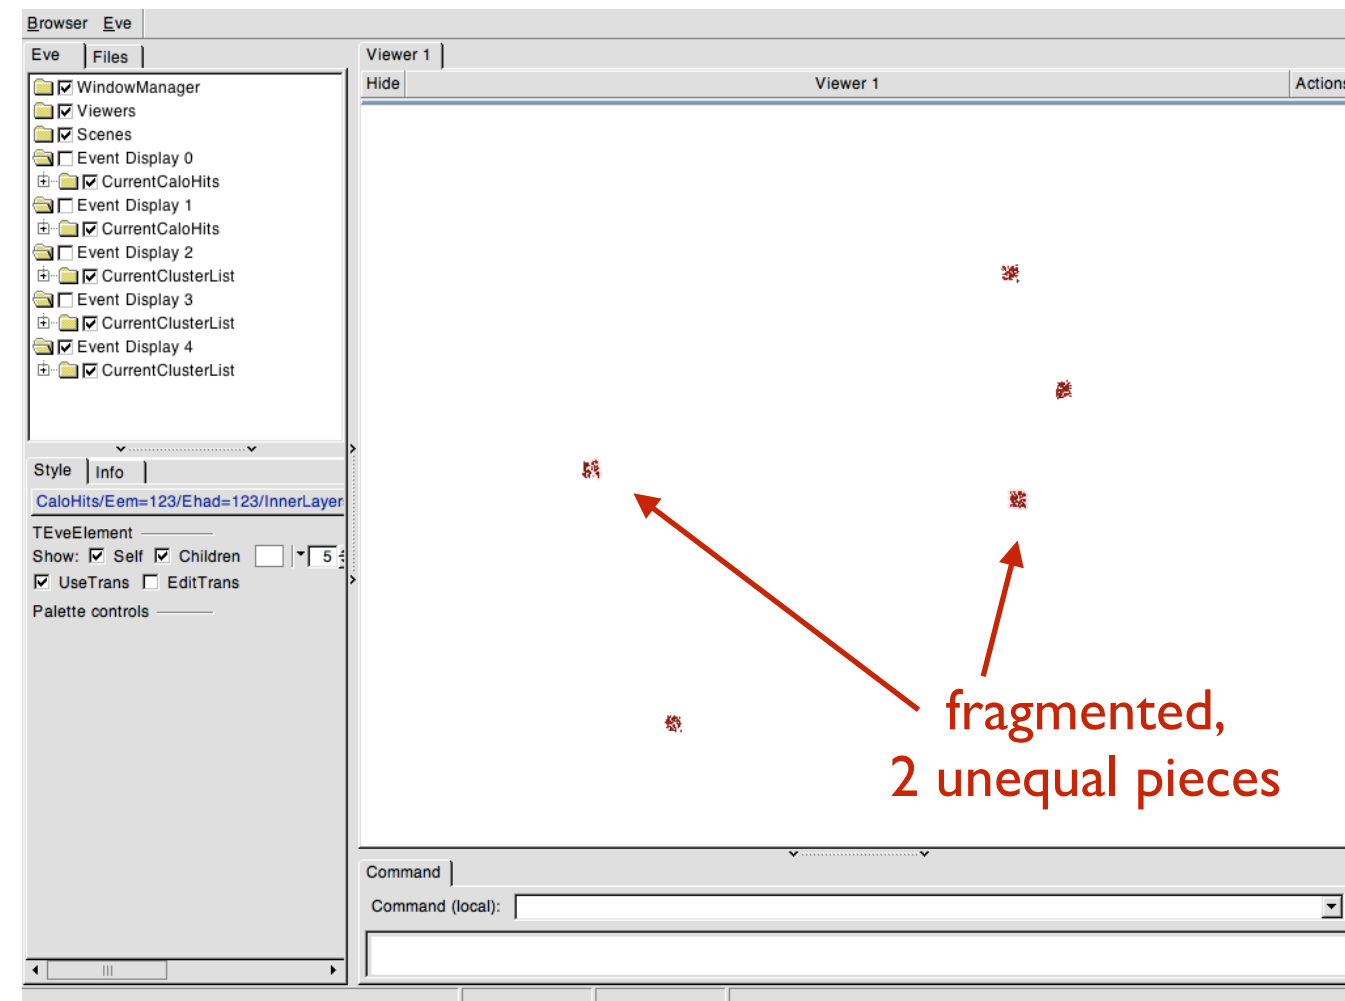 Browser Eve
Eve Files
WindowManager
Viewers
Scenes
Event Display 0
CurrentCaloHits
Event Display 1
CurrentCaloHits
Event Display 2
CurrentClusterList
Event Display 3
CurrentClusterList
Event Display 4
CurrentClusterList
Style Info
CaloHits/Eem=123/Ehad=123/InnerLayer
TEveElement
Show: Self Children 5
UseTrans EditTrans
Palette controls
Viewer 1
Hide Viewer 1 Actions
fragmented,
2 unequal pieces
Command
Command (local):